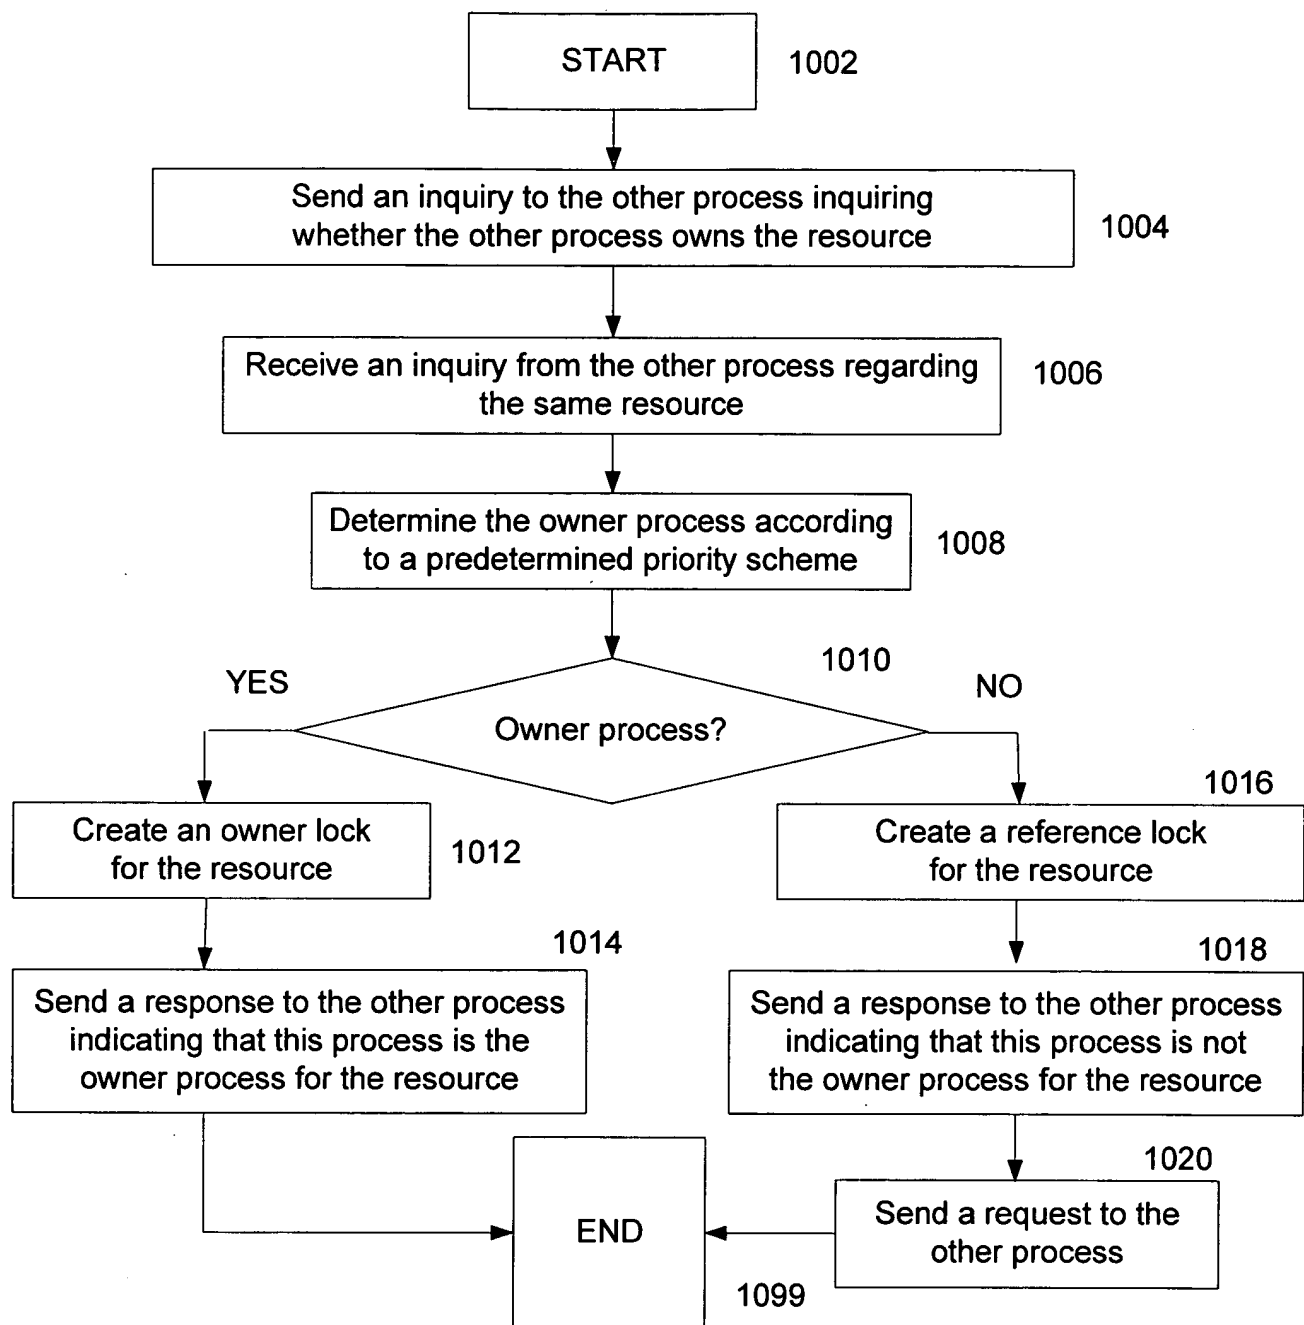 START
1002
Send an inquiry to the other process inquiring
whether the other process owns the resource
1004
Receive an inquiry from the other process regarding
the same resource
1006
Determine the owner process according
to a predetermined priority scheme
1008
1010
YES
NO
Owner process?
Create an owner lock
for the resource
1012
1016
Create a reference lock
for the resource
1014
Send a response to the other process
indicating that this process is the
owner process for the resource
1018
Send a response to the other process
indicating that this process is not
the owner process for the resource
1020
Send a request to the
other process
END
1099